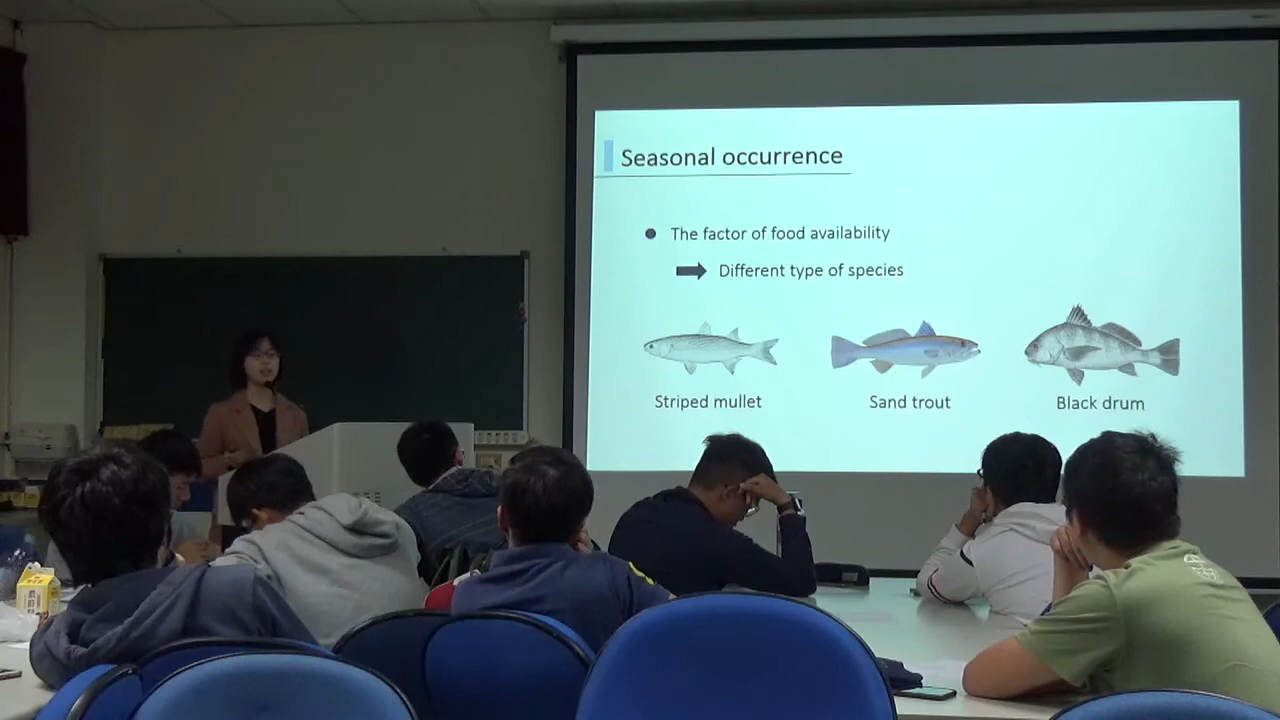 Seasonal occurrence
The factor of food availability
Different type of species
Striped mullet
Sand trout
Black drum